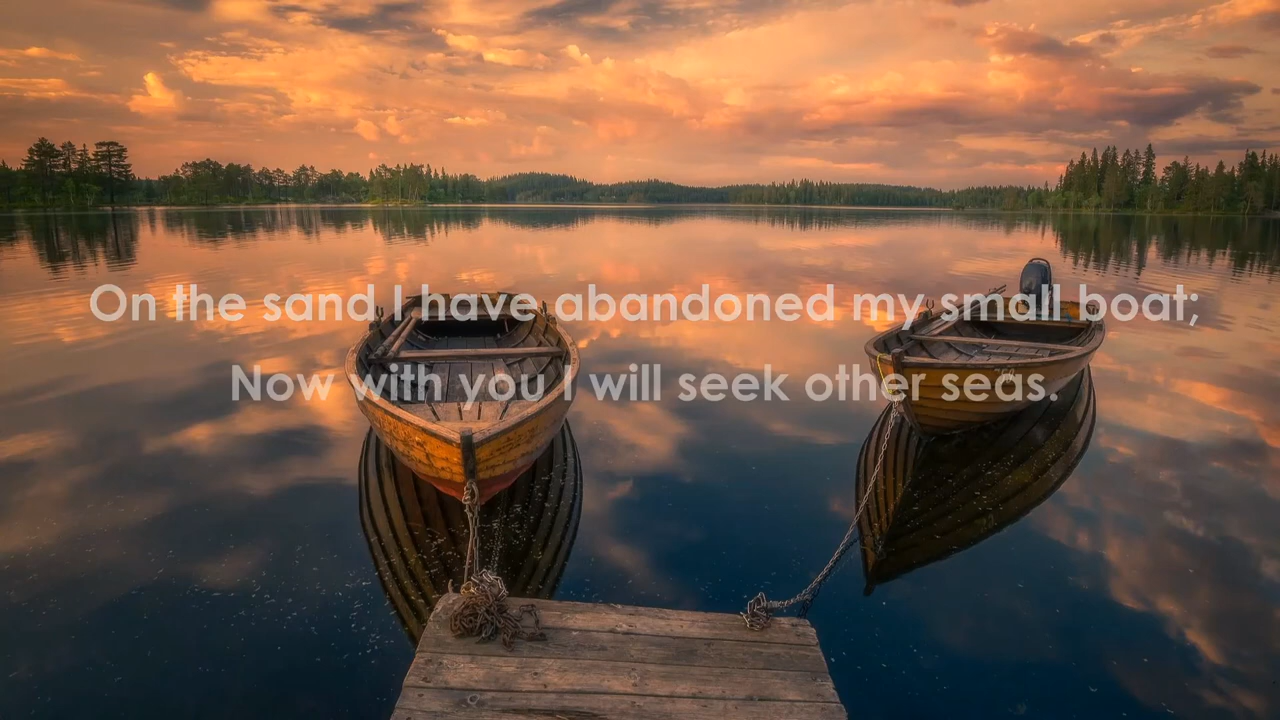 On the sand I have abandoned my small boat;
Now with you I will seek other seas.